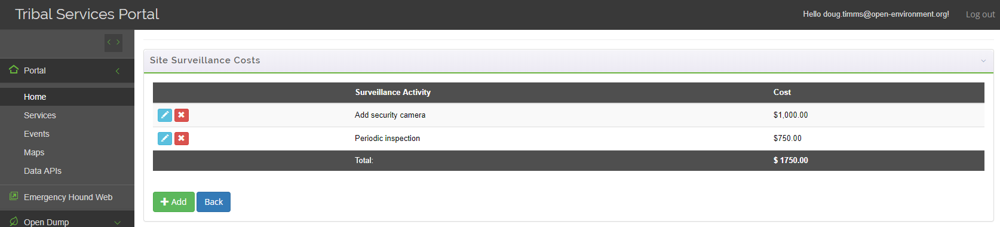 Tribal Services Portal
Hello doug.timms@open-environment.org! Log out
Portal
Home
Services
Events
Maps
Data APIs
Emergency Hound Web
Open Dump
Site Surveillance Costs
Surveillance Activity Cost
Add security camera $1,000.00
Periodic inspection $750.00
Total: $ 1750.00
Add Back